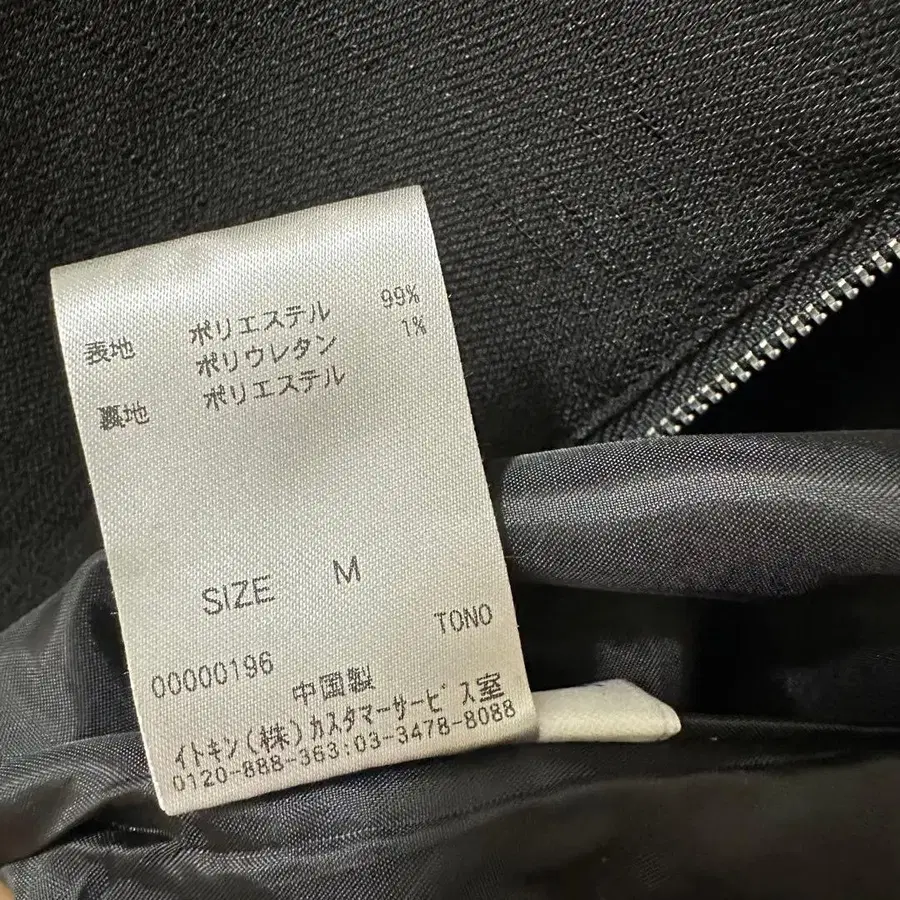 表地 ポリエステル 99%
ポリウレタン 1%
裏地 ポリエステル
SIZE M
TONO
00000196
中国製
イトキン(株)カスタマーサービス室
0120-888-363:03-3478-8088